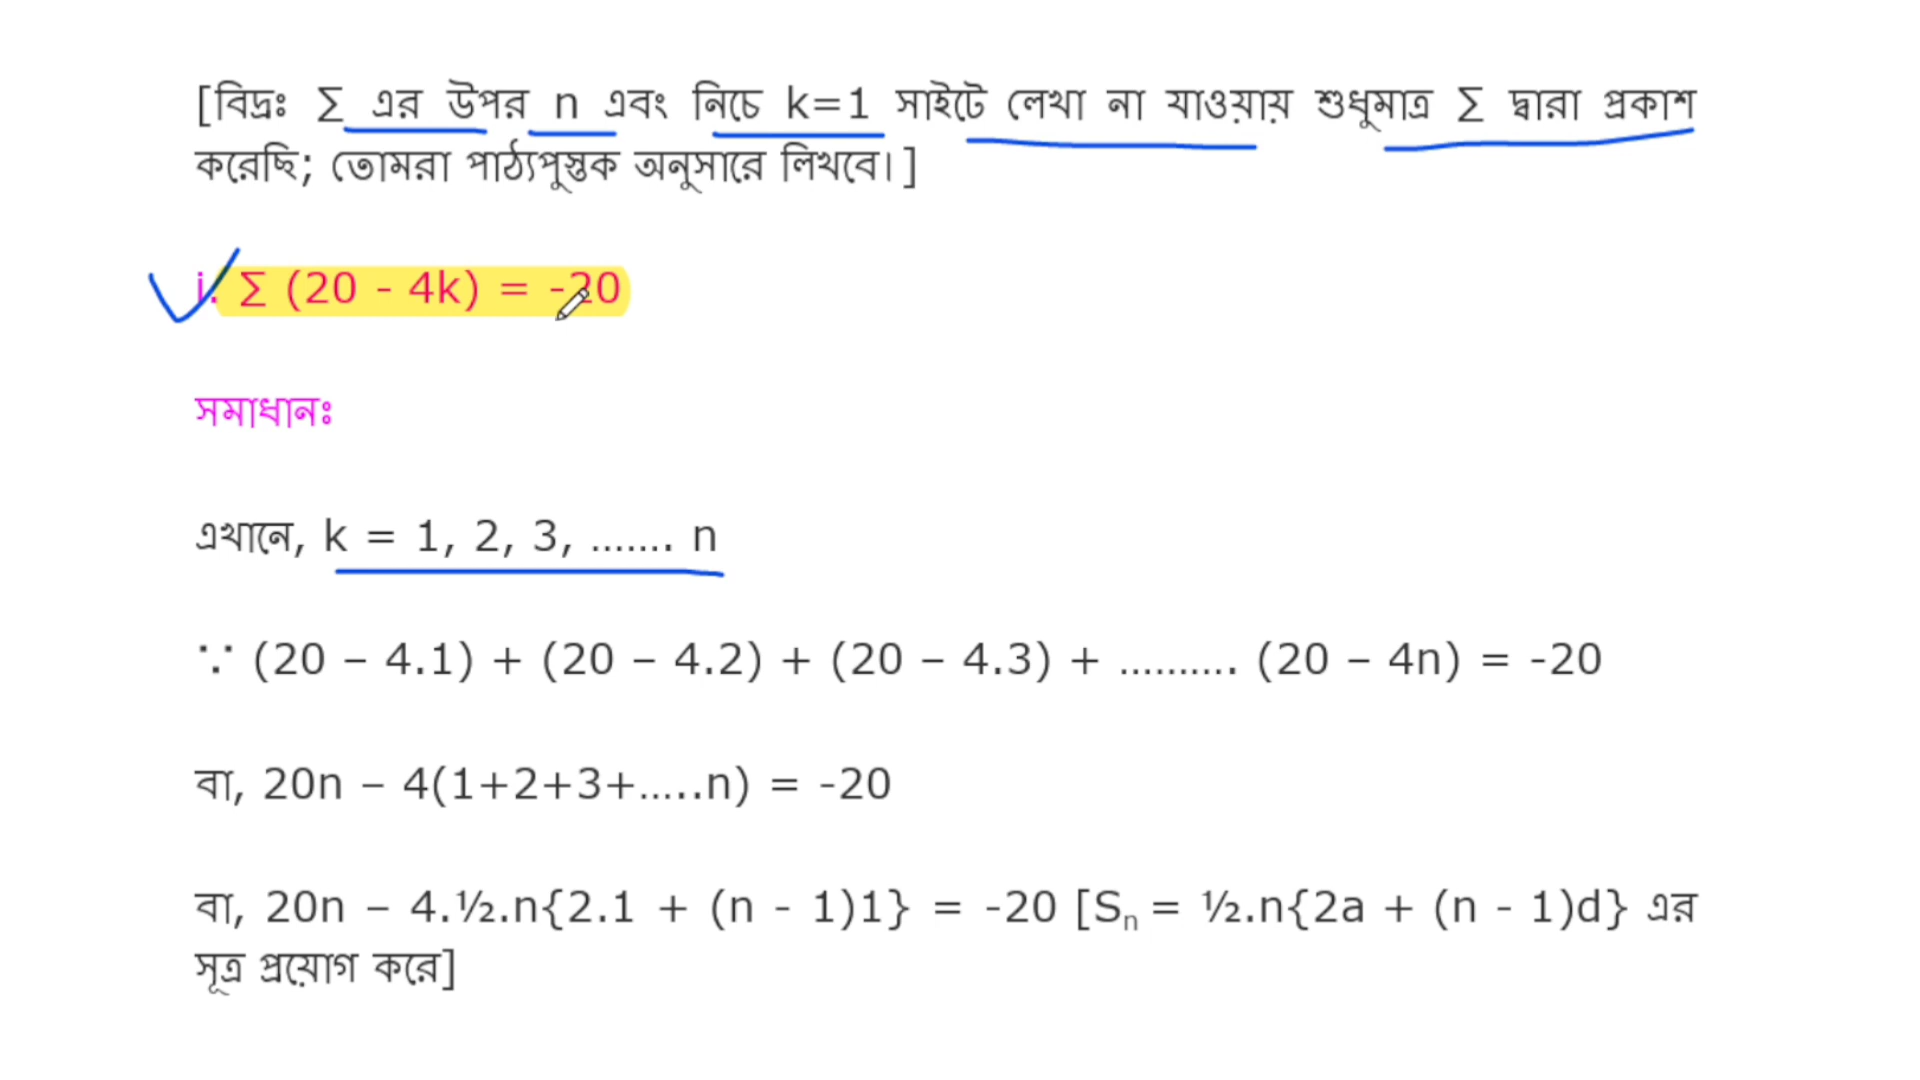 [বিদ্রঃ ∑ এর উপর n এবং নিচে k=1 সাইটে লেখা না যাওয়ায় শুধুমাত্র ∑ দ্বারা প্রকাশ
করেছি; তোমরা পাঠ্যপুস্তক অনুসারে লিখবে।]
i. ∑ (20 - 4k) = -20
সমাধানঃ
এখানে, k = 1, 2, 3, ....... n
∵ (20 – 4.1) + (20 – 4.2) + (20 – 4.3) + .......... (20 – 4n) = -20
বা, 20n – 4(1+2+3+.....n) = -20
বা, 20n – 4.½.n{2.1 + (n - 1)1} = -20 [Sₙ = ½.n{2a + (n - 1)d} এর
সূত্র প্রয়োগ করে]